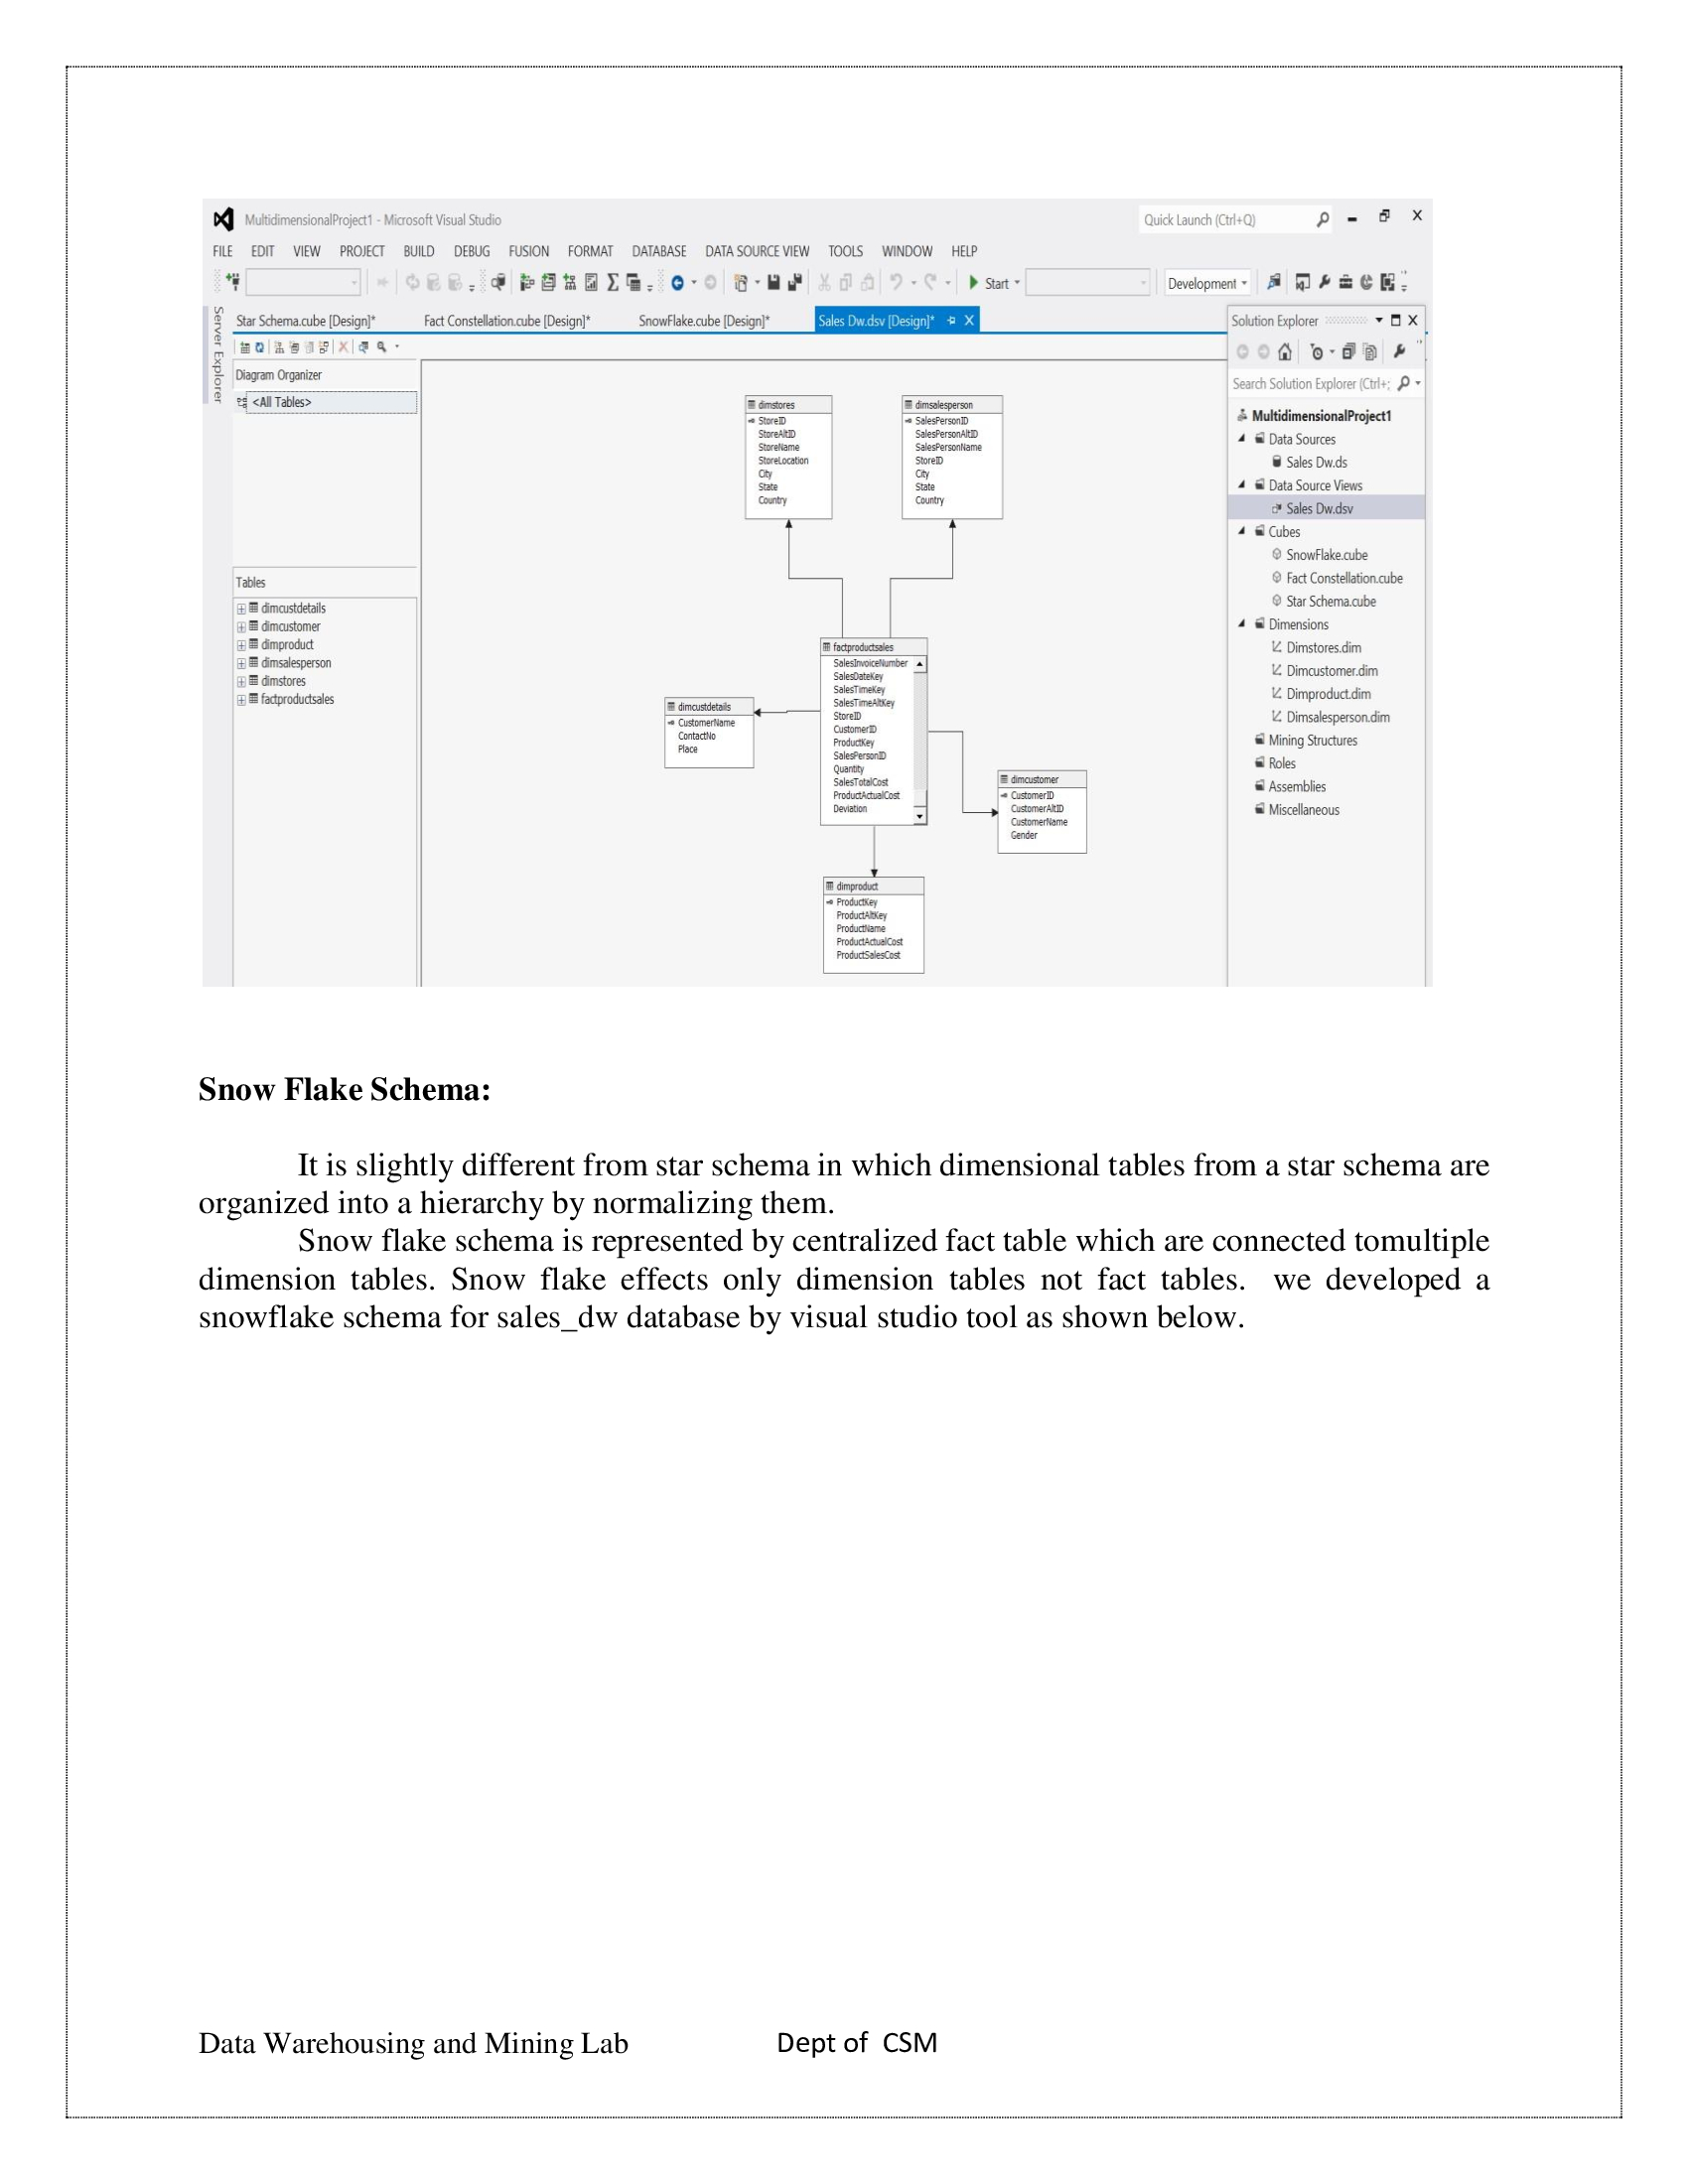 MultidimensionalProject1 - Microsoft Visual Studio
Quick Launch (Ctrl+Q)
FILE EDIT VIEW PROJECT BUILD DEBUG FUSION FORMAT DATABASE DATA SOURCE VIEW TOOLS WINDOW HELP
Start
Development
Server Explorer
Star Schema.cube [Design]*
Fact Constellation.cube [Design]*
SnowFlake.cube [Design]*
Sales Dw.dsv [Design]*
Diagram Organizer
<All Tables>
Tables
dimcustdetails
dimcustomer
dimproduct
dimsalesperson
dimstores
factproductsales
dimstores
StoreID
StoreAltID
StoreName
StoreLocation
City
State
Country
dimsalesperson
SalesPersonID
SalesPersonAltID
SalesPersonName
StoreID
City
State
Country
factproductsales
SalesInvoiceNumber
SalesDateKey
SalesTimeKey
SalesTimeAltKey
StoreID
CustomerID
ProductKey
SalesPersonID
Quantity
SalesTotalCost
ProductActualCost
Deviation
dimcustdetails
CustomerName
ContactNo
Place
dimcustomer
CustomerID
CustomerAltID
CustomerName
Gender
dimproduct
ProductKey
ProductAltKey
ProductName
ProductActualCost
ProductSalesCost
Solution Explorer
Search Solution Explorer (Ctrl+;
MultidimensionalProject1
Data Sources
Sales Dw.ds
Data Source Views
Sales Dw.dsv
Cubes
SnowFlake.cube
Fact Constellation.cube
Star Schema.cube
Dimensions
Dimstores.dim
Dimcustomer.dim
Dimproduct.dim
Dimsalesperson.dim
Mining Structures
Roles
Assemblies
Miscellaneous
Snow Flake Schema:
It is slightly different from star schema in which dimensional tables from a star schema are
organized into a hierarchy by normalizing them.
Snow flake schema is represented by centralized fact table which are connected tomultiple
dimension tables. Snow flake effects only dimension tables not fact tables. we developed a
snowflake schema for sales_dw database by visual studio tool as shown below.
Data Warehousing and Mining Lab Dept of CSM